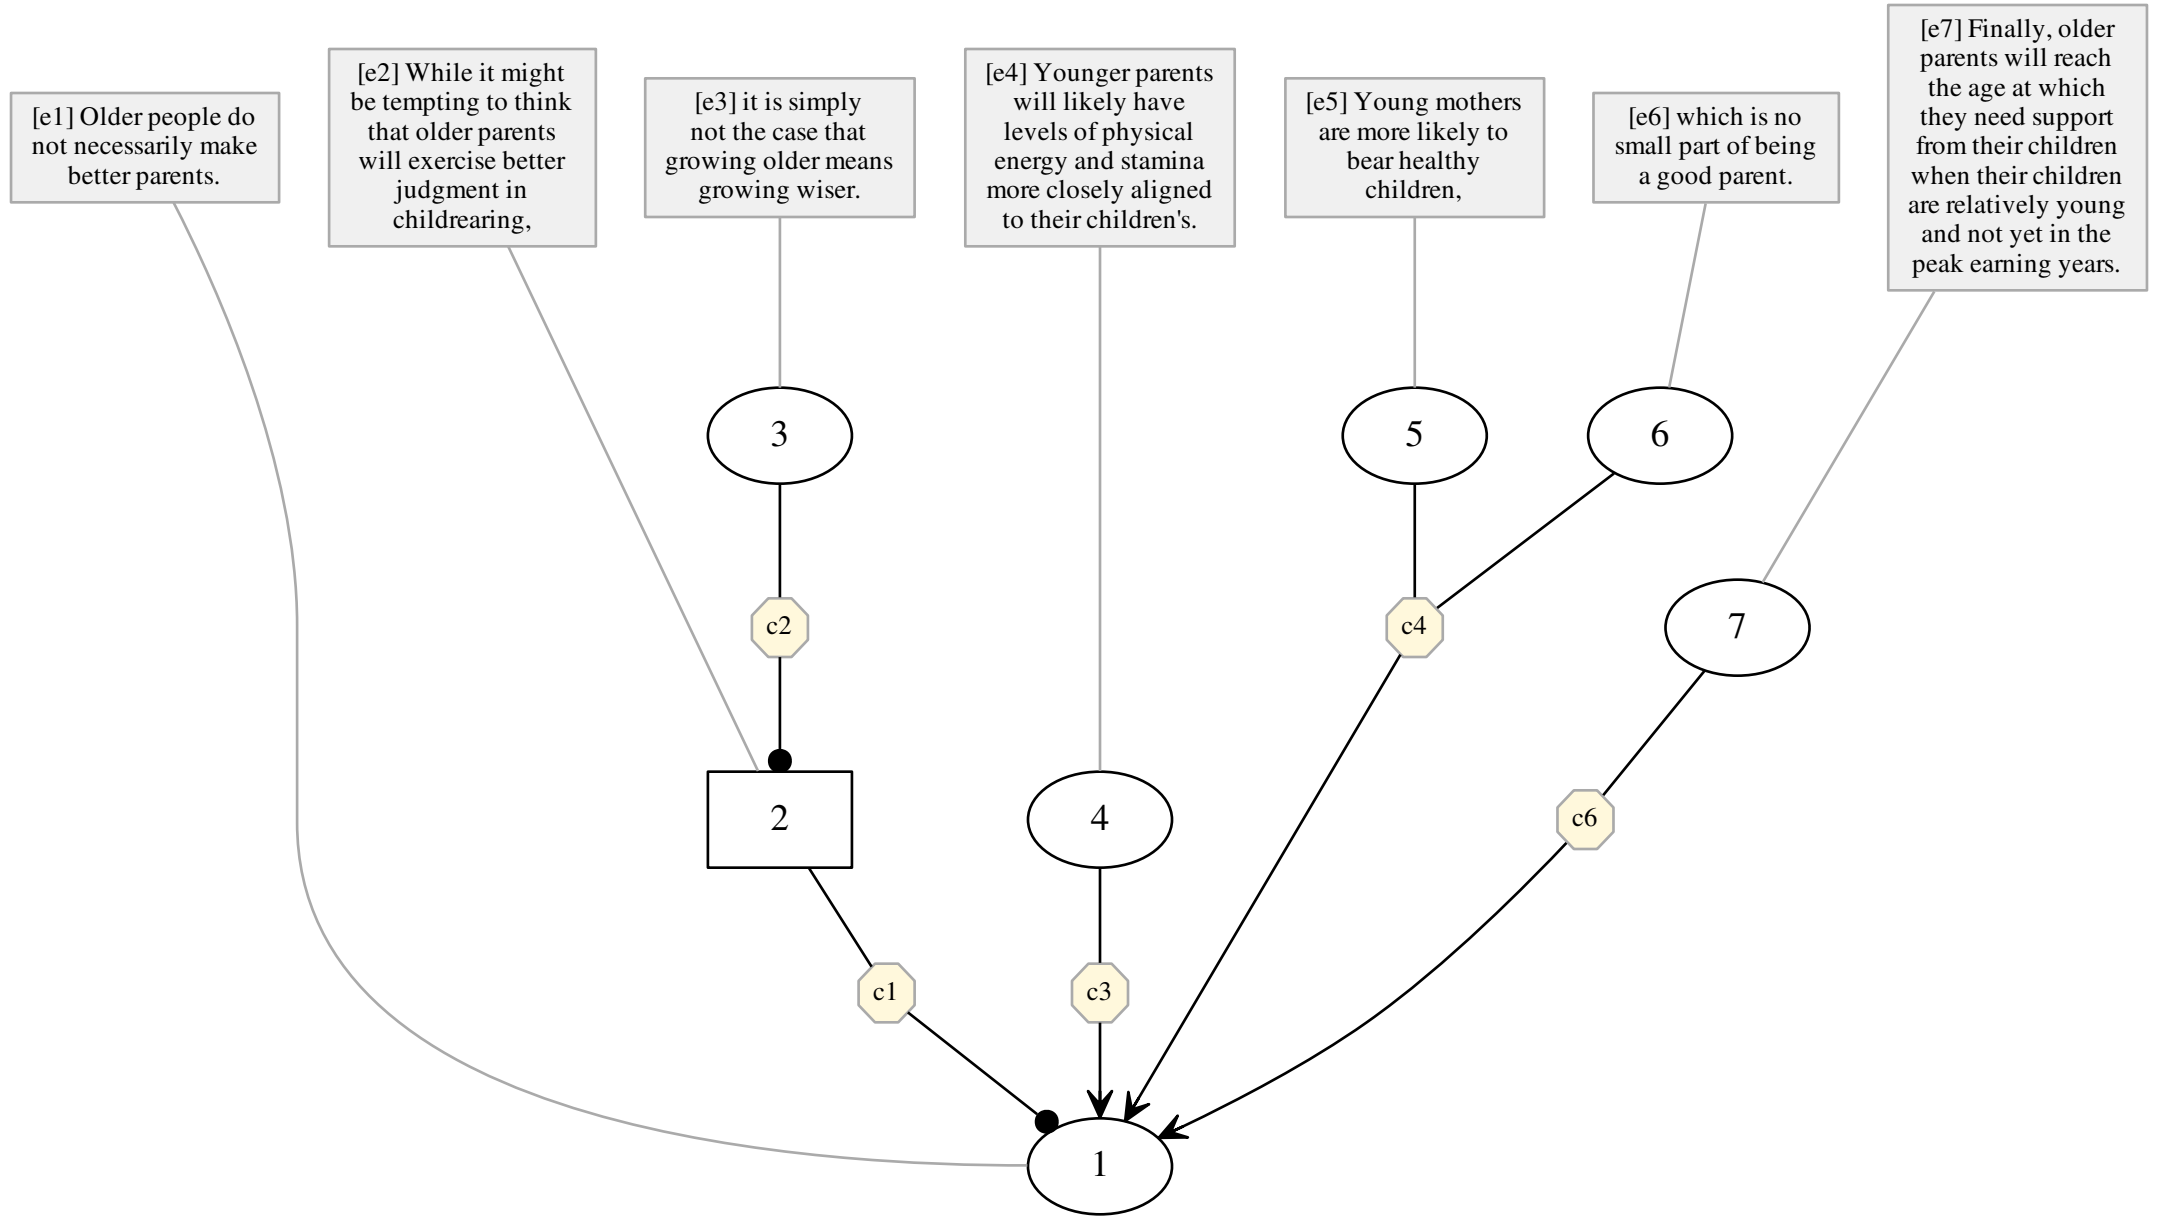 [e1] Older people do
not necessarily make
better parents.
[e2] While it might
be tempting to think
that older parents
will exercise better
judgment in
childrearing,
[e3] it is simply
not the case that
growing older means
growing wiser.
[e4] Younger parents
will likely have
levels of physical
energy and stamina
more closely aligned
to their children's.
[e5] Young mothers
are more likely to
bear healthy
children,
[e6] which is no
small part of being
a good parent.
[e7] Finally, older
parents will reach
the age at which
they need support
from their children
when their children
are relatively young
and not yet in the
peak earning years.
3
5
6
c2
c4
7
2
4
c6
c1
c3
1